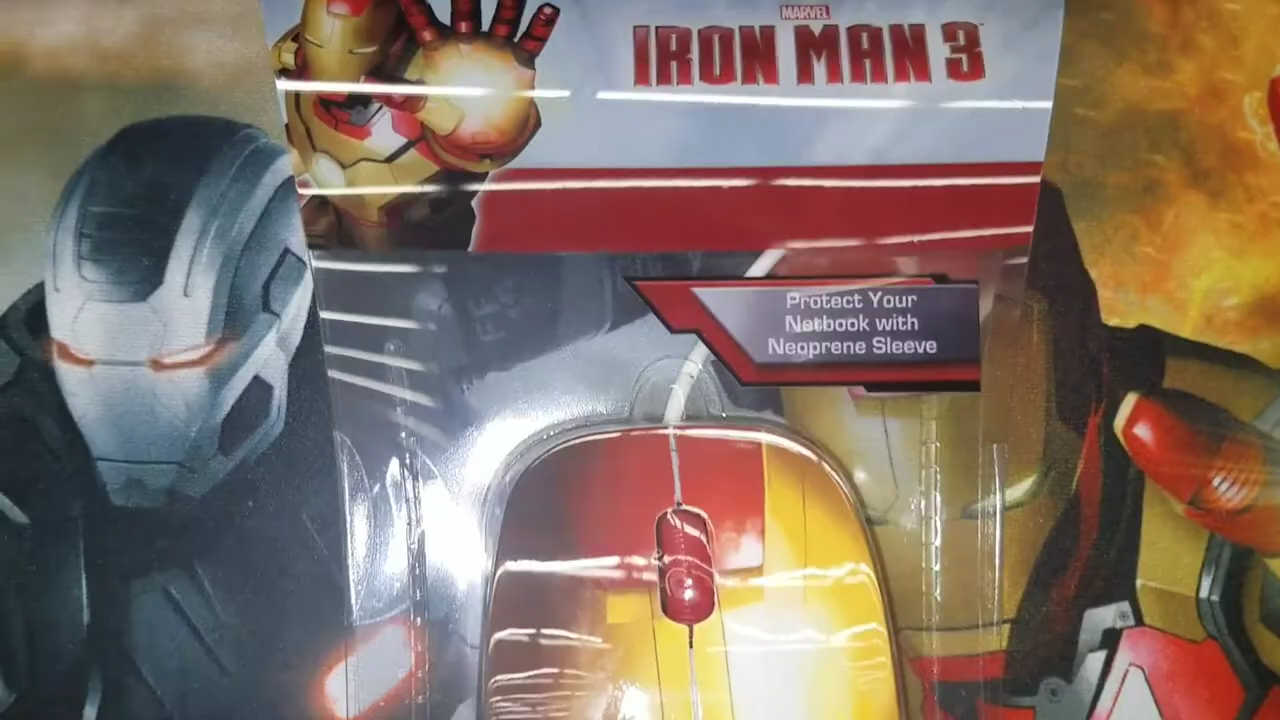 MARVEL
IRON MAN 3
Protect Your
Netbook with
Neoprene Sleeve